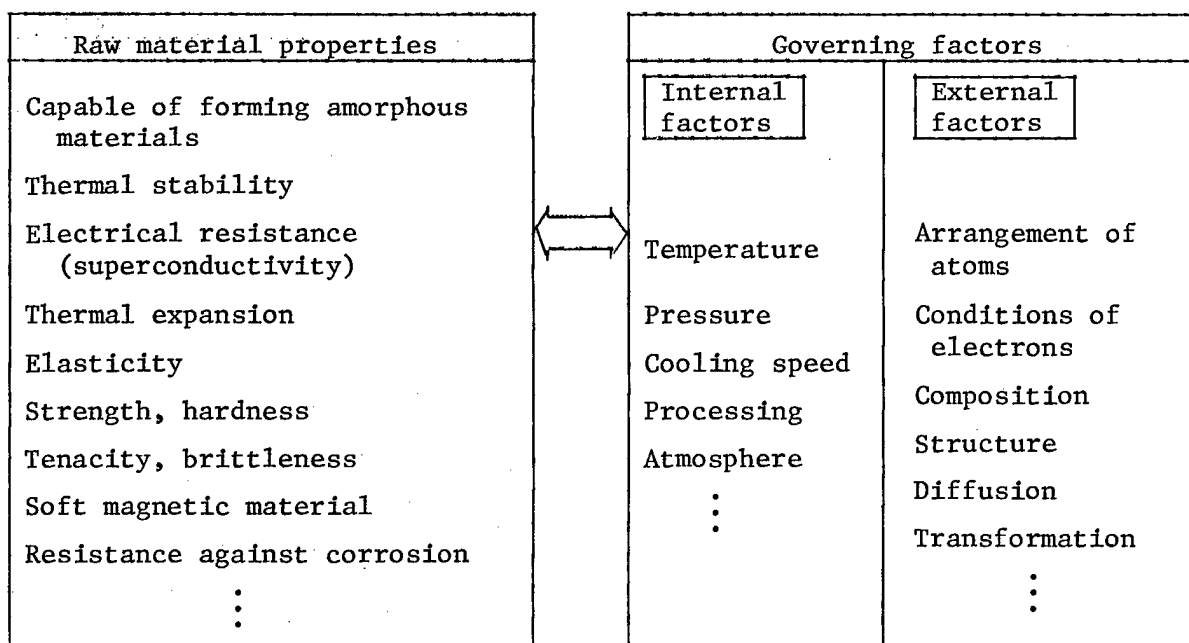 Raw material properties
Capable of forming amorphous
materials
Thermal stability
Electrical resistance
(superconductivity)
Thermal expansion
Elasticity
Strength, hardness
Tenacity, brittleness
Soft magnetic material
Resistance against corrosion
Governing factors
Internal
factors
Temperature
Pressure
Cooling speed
Processing
Atmosphere
External
factors
Arrangement of
atoms
Conditions of
electrons
Composition
Structure
Diffusion
Transformation